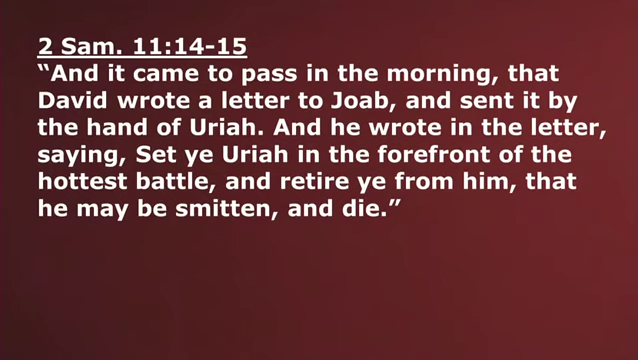 2 Sam. 11:14-15
“And it came to pass in the morning, that
David wrote a letter to Joab, and sent it by
the hand of Uriah. And he wrote in the letter,
saying, Set ye Uriah in the forefront of the
hottest battle, and retire ye from him, that
he may be smitten, and die.”